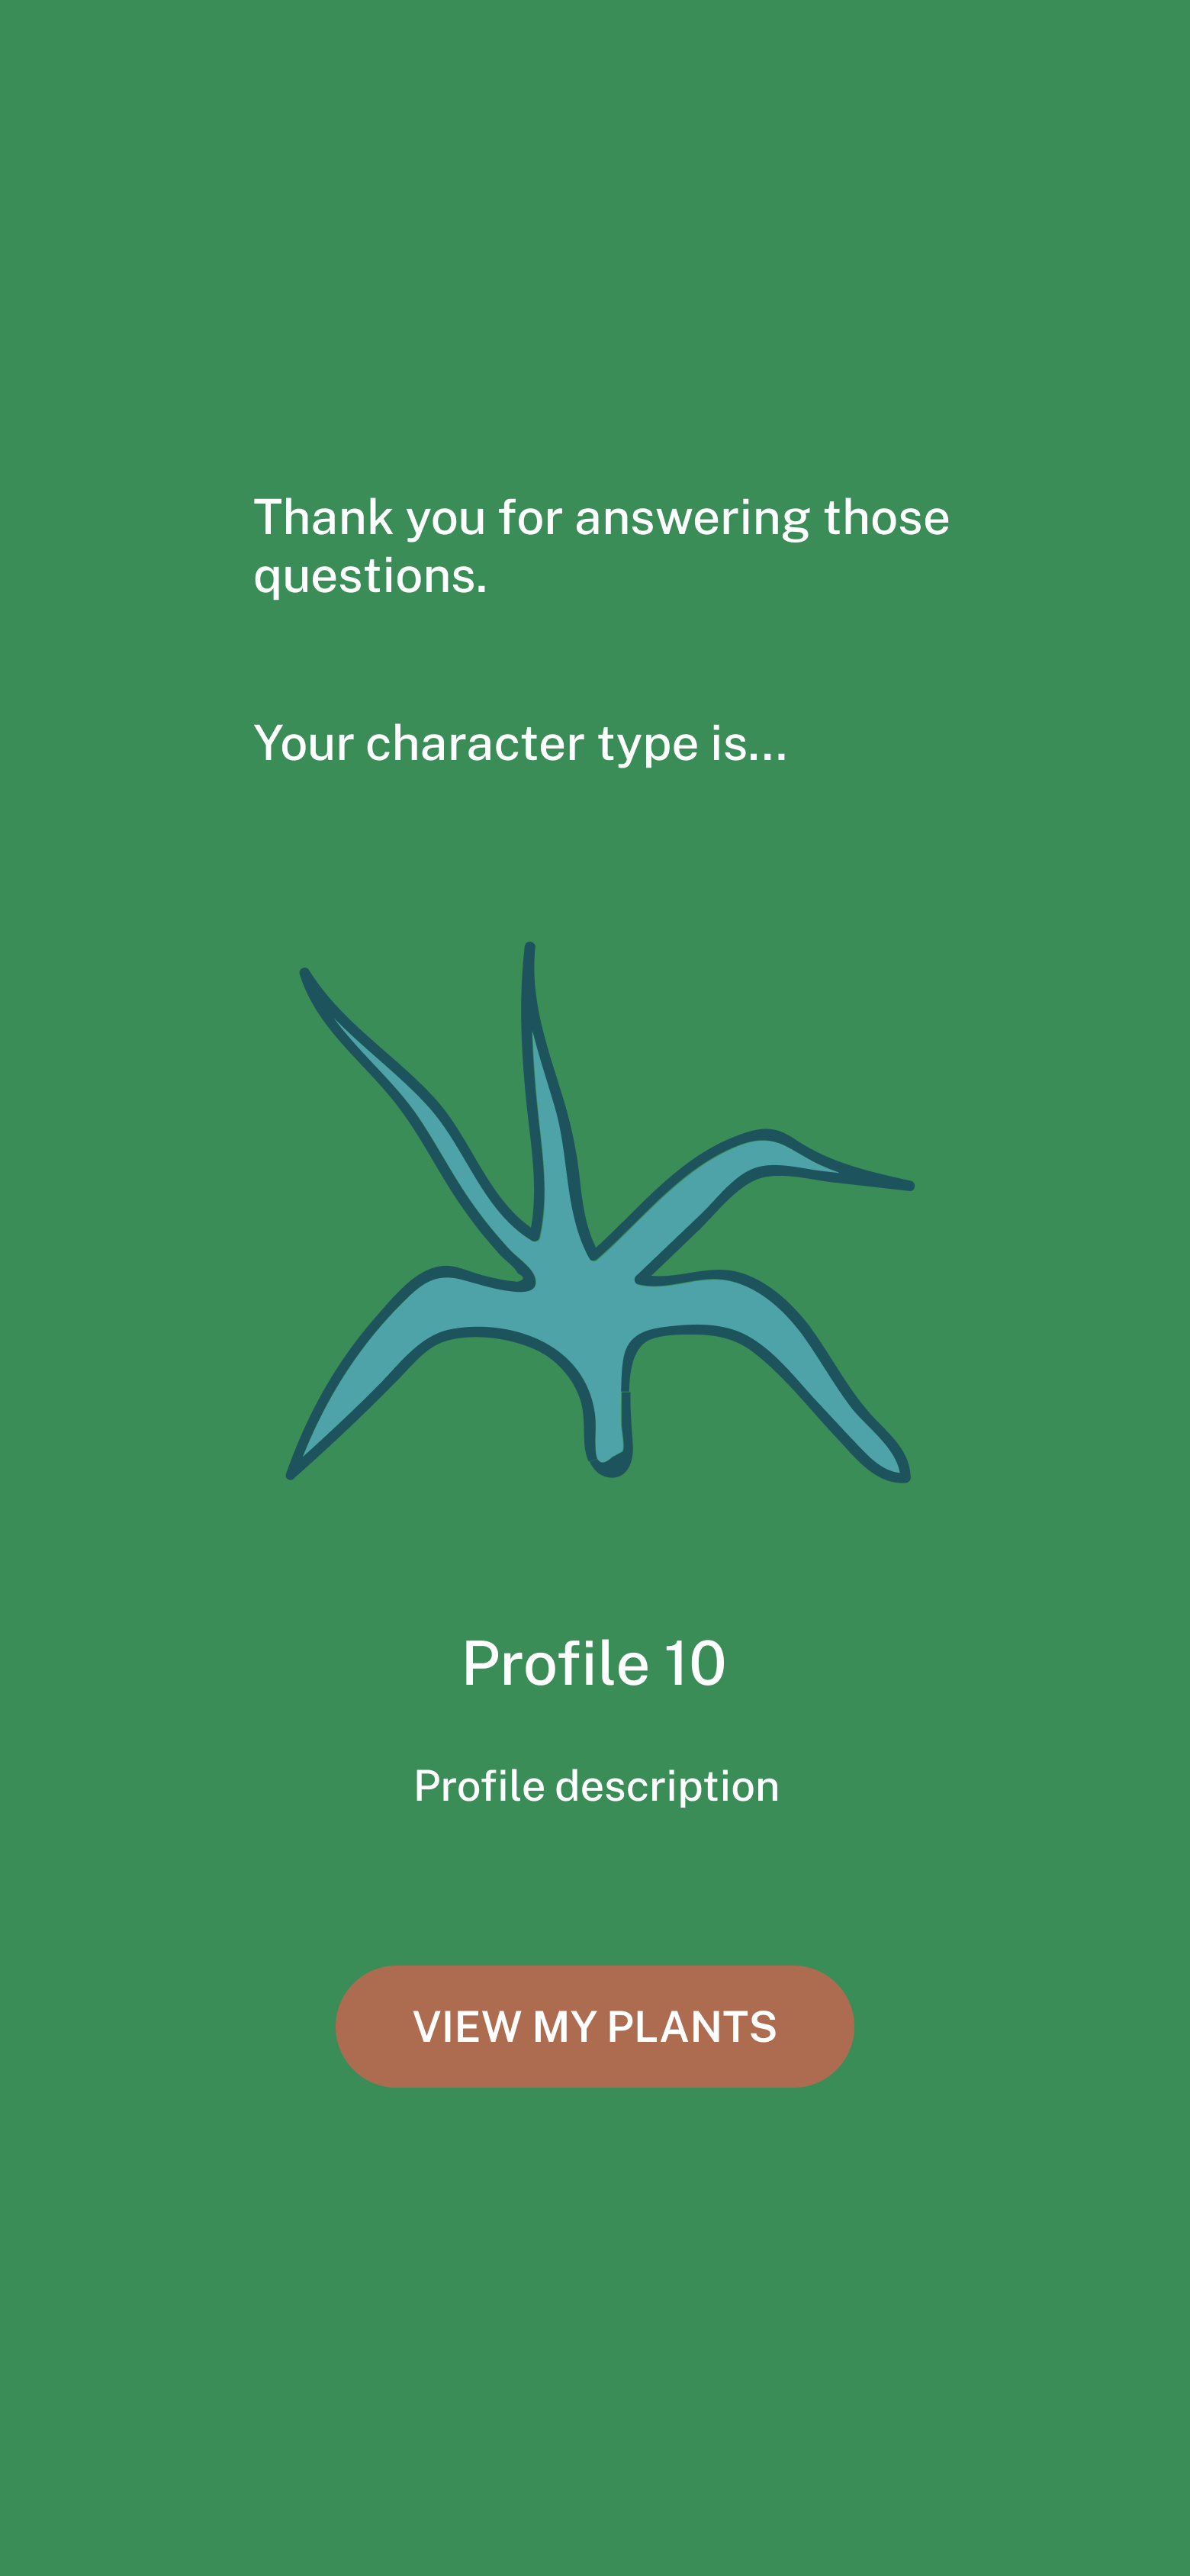 Thank you for answering those
questions.
Your character type is...
Profile 10
Profile description
VIEW MY PLANTS